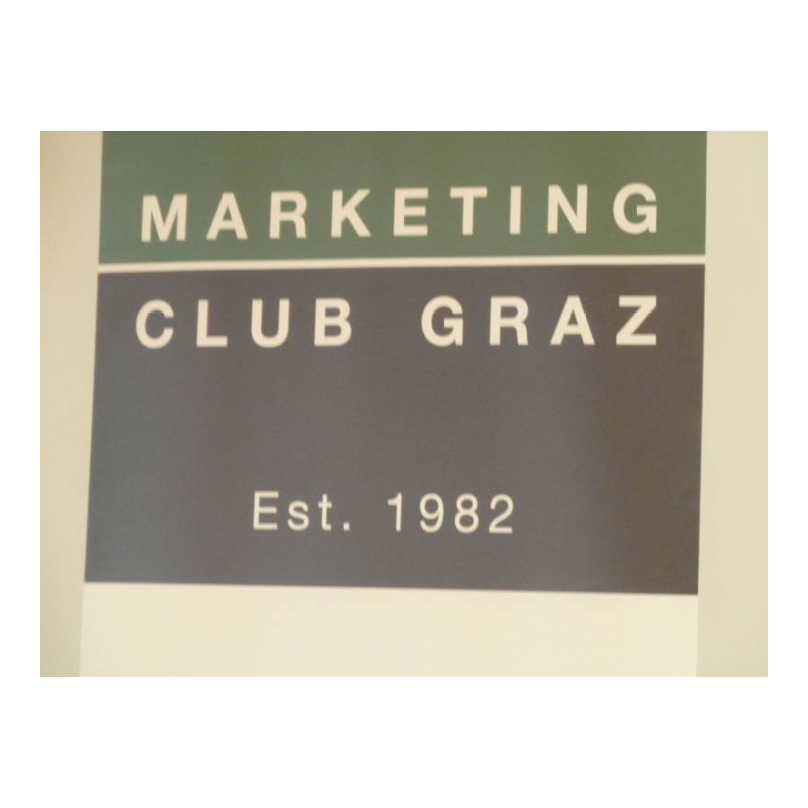 MARKETING
CLUB GRAZ
Est. 1982